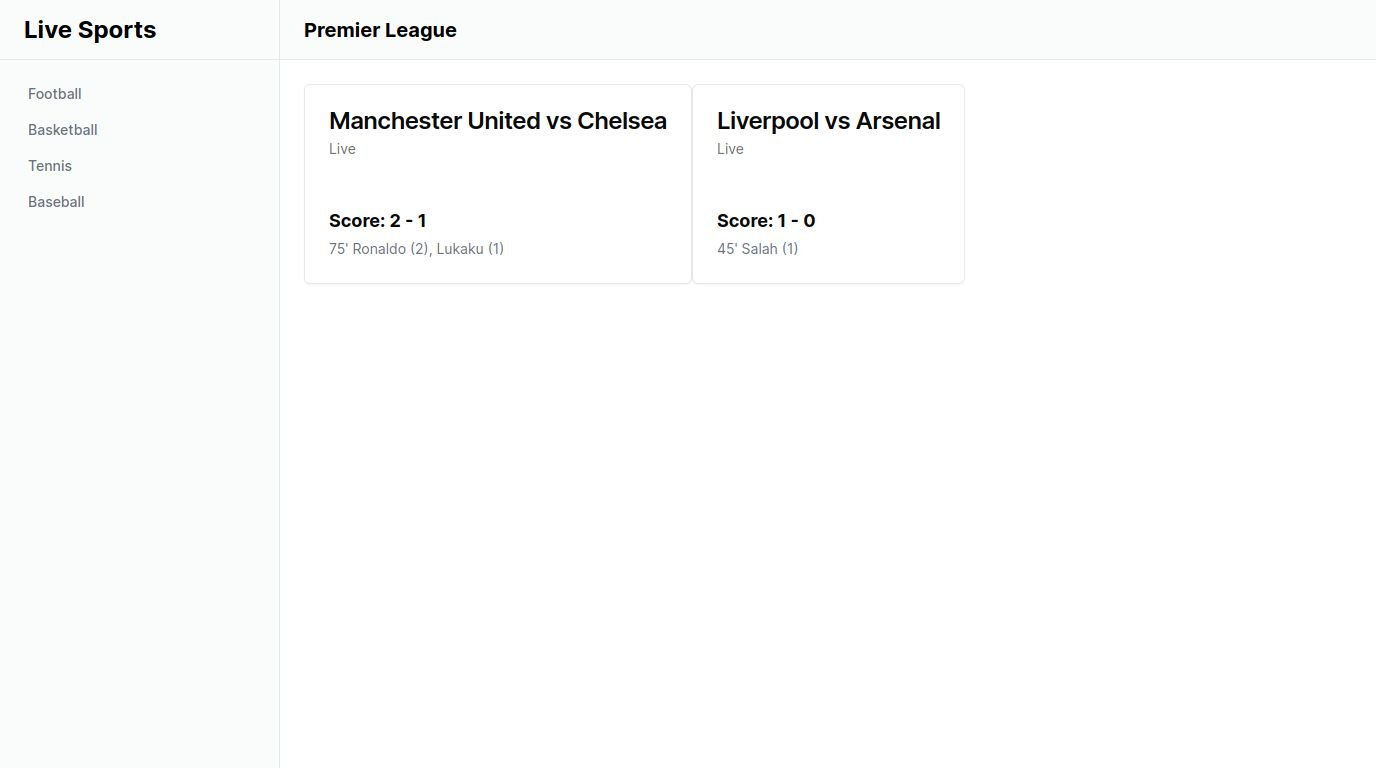 Live Sports
Football
Basketball
Tennis
Baseball
Premier League
Manchester United vs Chelsea
Live
Score: 2 - 1
75' Ronaldo (2), Lukaku (1)
Liverpool vs Arsenal
Live
Score: 1 - 0
45' Salah (1)